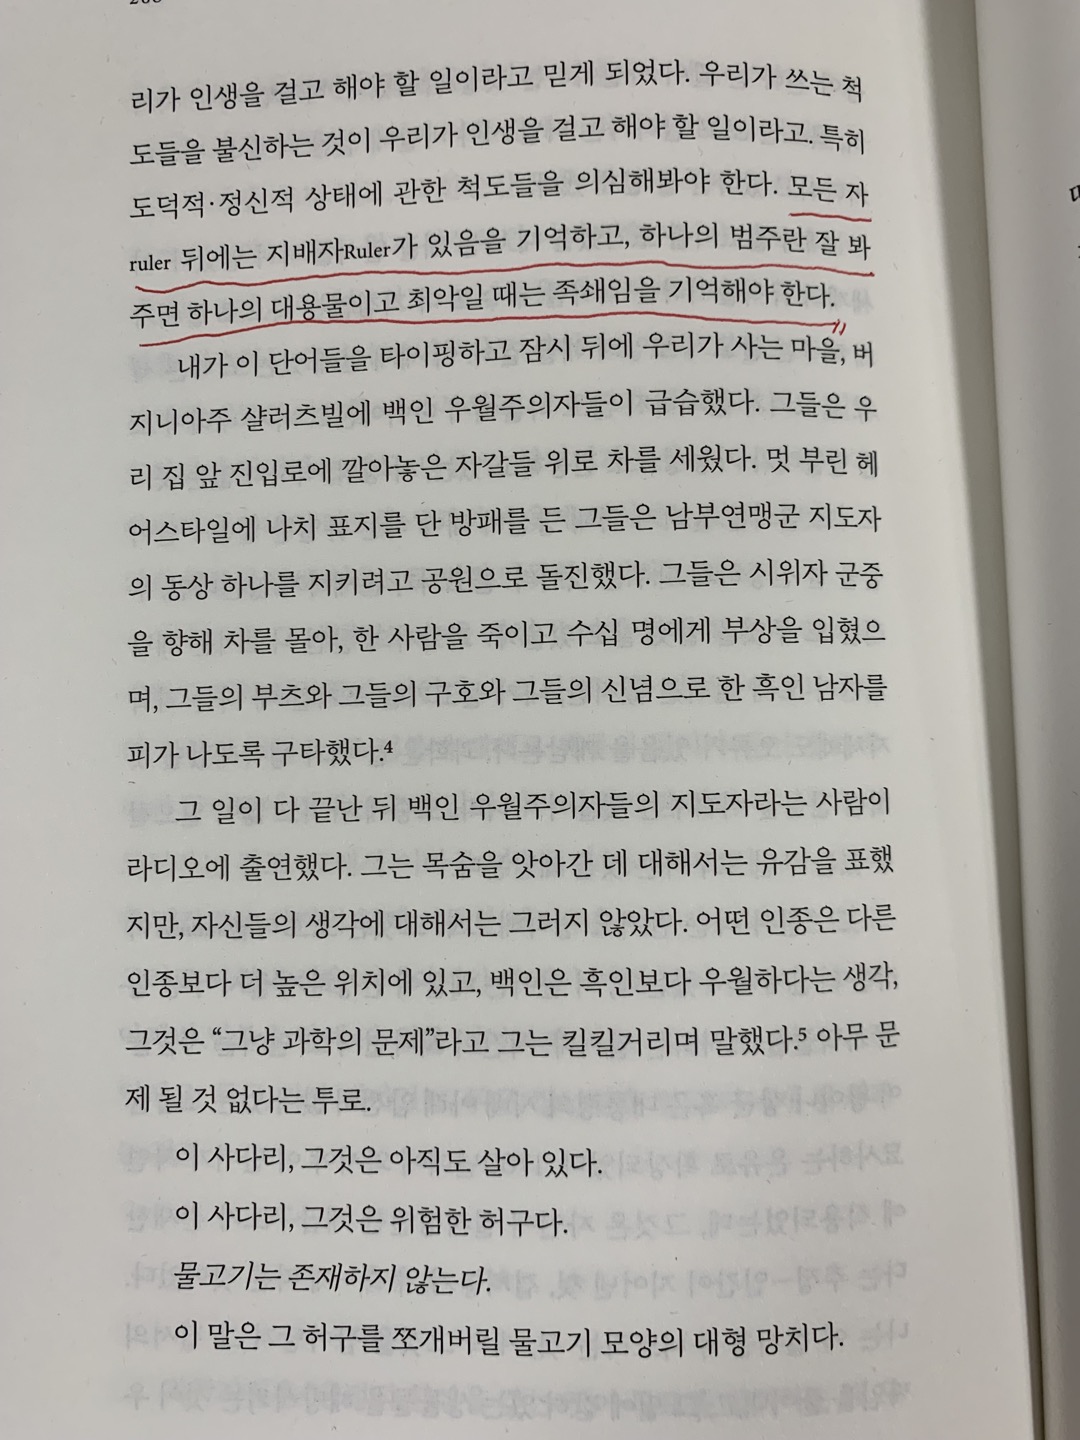 리가 인생을 걸고 해야 할 일이라고 믿게 되었다. 우리가 쓰는 척
도들을 불신하는 것이 우리가 인생을 걸고 해야 할 일이라고. 특히
도덕적·정신적 상태에 관한 척도들을 의심해봐야 한다. 모든 자
ruler 뒤에는 지배자Ruler가 있음을 기억하고, 하나의 범주란 잘 봐
주면 하나의 대용물이고 최악일 때는 족쇄임을 기억해야 한다.
내가 이 단어들을 타이핑하고 잠시 뒤에 우리가 사는 마을, 버
지니아주 샬러츠빌에 백인 우월주의자들이 급습했다. 그들은 우
리 집 앞 진입로에 깔아놓은 자갈들 위로 차를 세웠다. 멋 부린 헤
어스타일에 나치 표지를 단 방패를 든 그들은 남부연맹군 지도자
의 동상 하나를 지키려고 공원으로 돌진했다. 그들은 시위자 군중
을 향해 차를 몰아, 한 사람을 죽이고 수십 명에게 부상을 입혔으
며, 그들의 부츠와 그들의 구호와 그들의 신념으로 한 흑인 남자를
피가 나도록 구타했다.4
그 일이 다 끝난 뒤 백인 우월주의자들의 지도자라는 사람이
라디오에 출연했다. 그는 목숨을 앗아간 데 대해서는 유감을 표했
지만, 자신들의 생각에 대해서는 그러지 않았다. 어떤 인종은 다른
인종보다 더 높은 위치에 있고, 백인은 흑인보다 우월하다는 생각,
그것은 “그냥 과학의 문제”라고 그는 킬킬거리며 말했다.5 아무 문
제 될 것 없다는 투로.
이 사다리, 그것은 아직도 살아 있다.
이 사다리, 그것은 위험한 허구다.
물고기는 존재하지 않는다.
이 말은 그 허구를 쪼개버릴 물고기 모양의 대형 망치다.